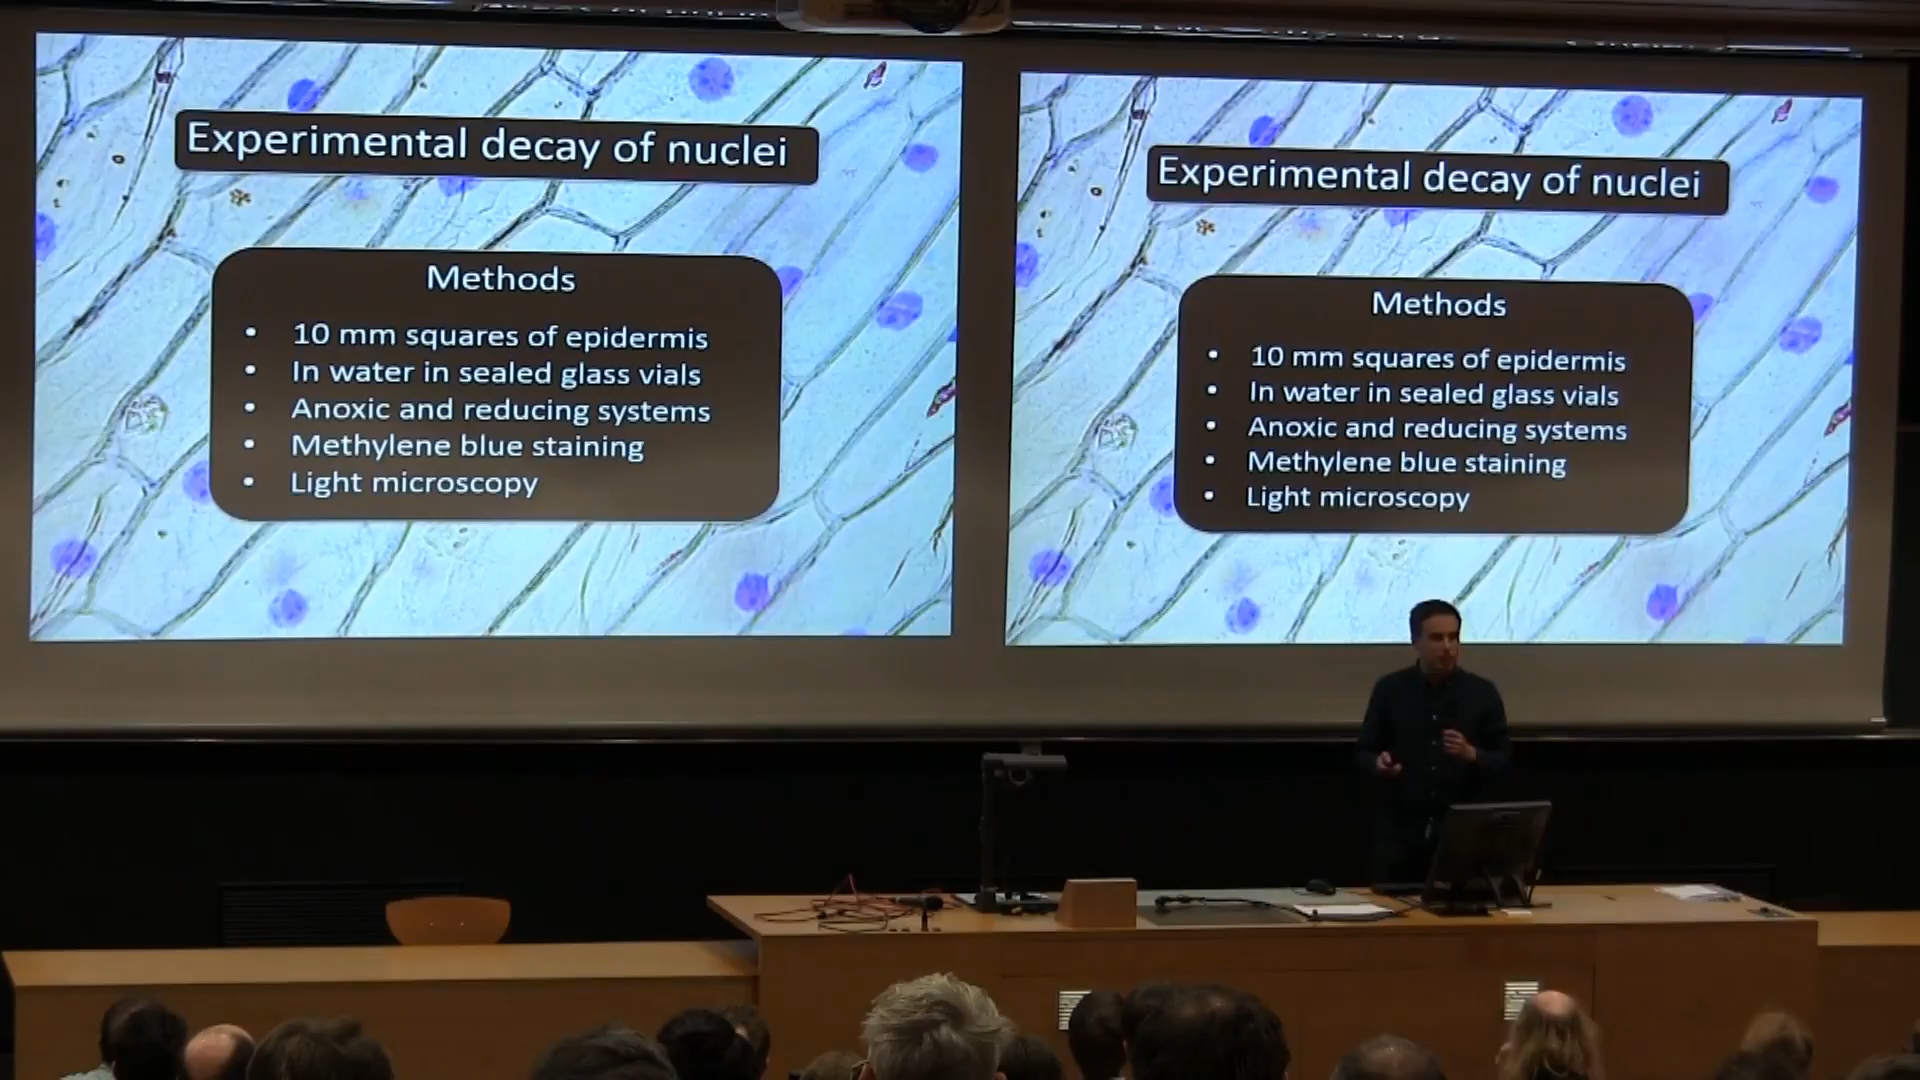 Experimental decay of nuclei
Methods
• 10 mm squares of epidermis
• In water in sealed glass vials
• Anoxic and reducing systems
• Methylene blue staining
• Light microscopy
Experimental decay of nuclei
Methods
• 10 mm squares of epidermis
• In water in sealed glass vials
• Anoxic and reducing systems
• Methylene blue staining
• Light microscopy